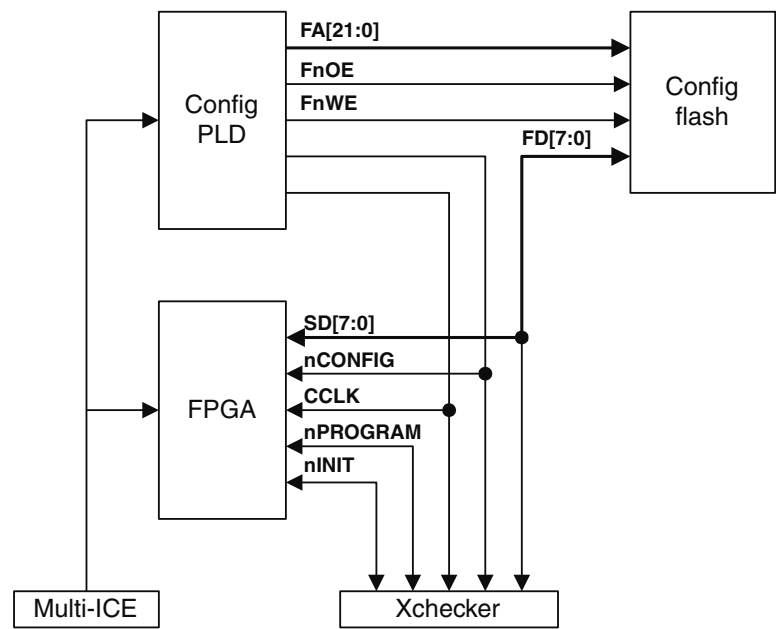 FA[21:0]
FnOE
Config
PLD
Config
flash
FnWE
FD[7:0]
SD[7:0]
nCONFIG
FPGA
CCLK
nPROGRAM
nINIT
Multi-ICE
Xchecker